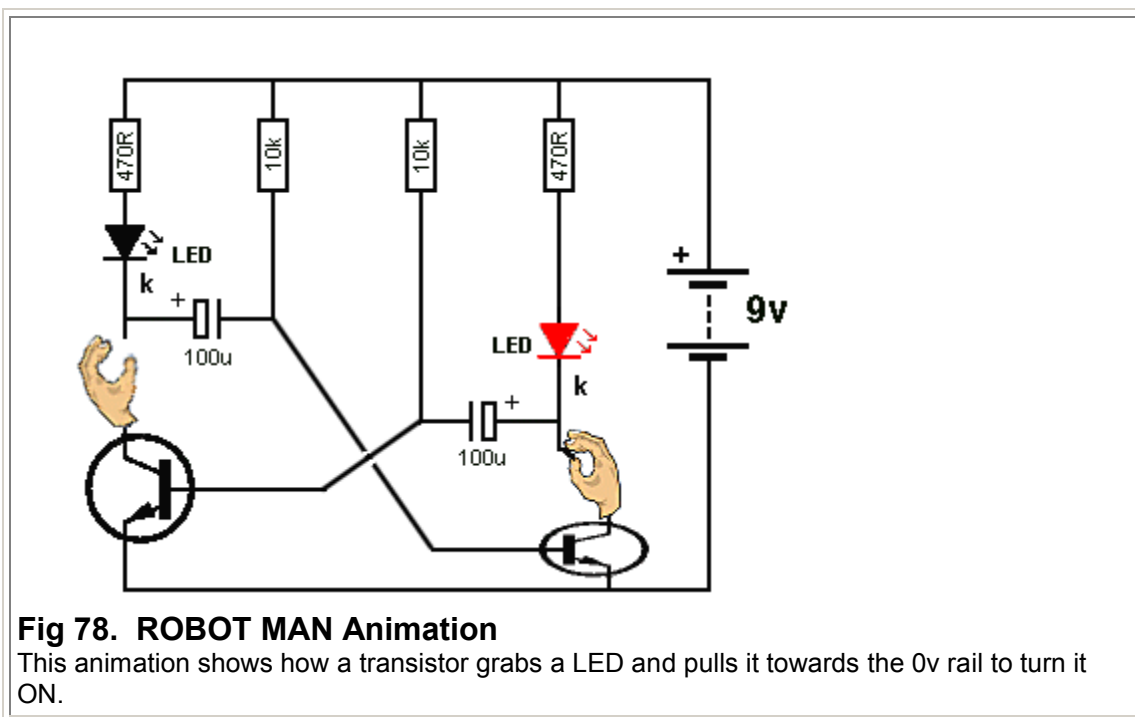 470R
10k
10k
470R
LED
k
+
100u
+
9v
LED
k
+
100u
Fig 78. ROBOT MAN Animation
This animation shows how a transistor grabs a LED and pulls it towards the 0v rail to turn it
ON.